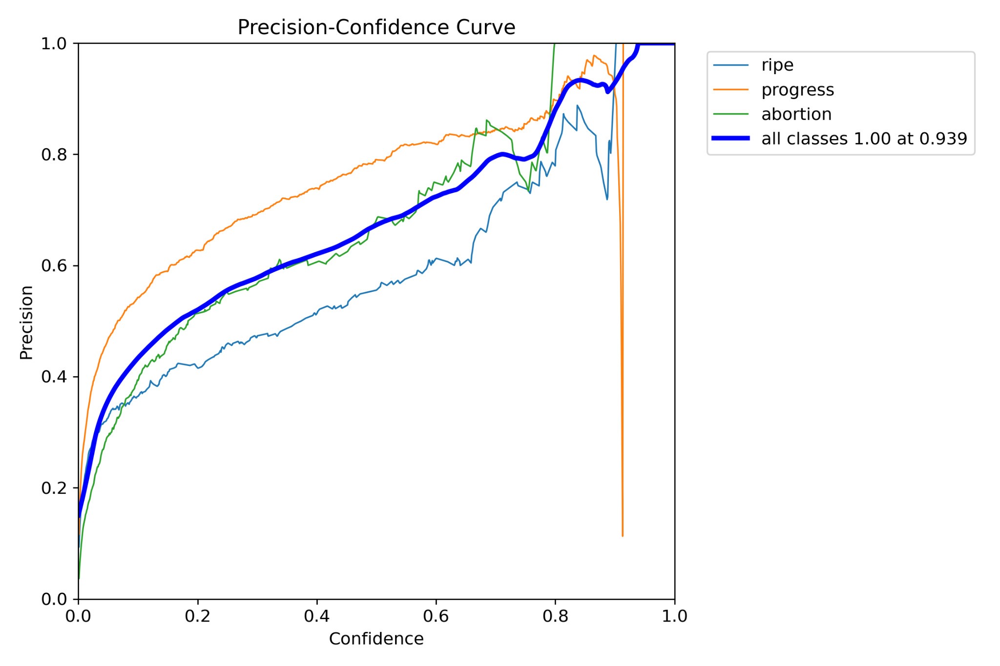 Precision-Confidence Curve
1.0
0.8
0.6
0.4
0.2
0.0
Precision
0.0 0.2 0.4 0.6 0.8 1.0
Confidence
ripe
progress
abortion
all classes 1.00 at 0.939